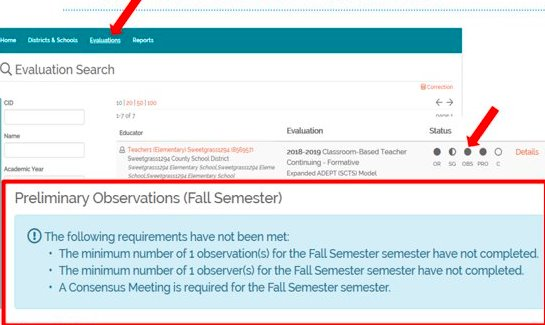 Home Districts & Schools Evaluations Reports
Evaluation Search
Correction
CID
10 | 20 | 50 | 100
1-7 of 7
Name
Educator Evaluation Status
Teachers (Elementary) Sweetgrass1294 (856957)
2018-2019 Classroom-Based Teacher
Details
Sweetgrass1294 County School District
Continuing - Formative
OR SG OBS PRO C
Academic Year
Sweetgrass1294 Elementary School, Sweetgrass1294 Eleme
Expanded ADEPT (SCTS) Model
School, Sweetgrass1294 Elementary School
Preliminary Observations (Fall Semester)
The following requirements have not been met:
• The minimum number of 1 observation(s) for the Fall Semester semester have not completed.
• The minimum number of 1 observer(s) for the Fall Semester semester have not completed.
• A Consensus Meeting is required for the Fall Semester semester.